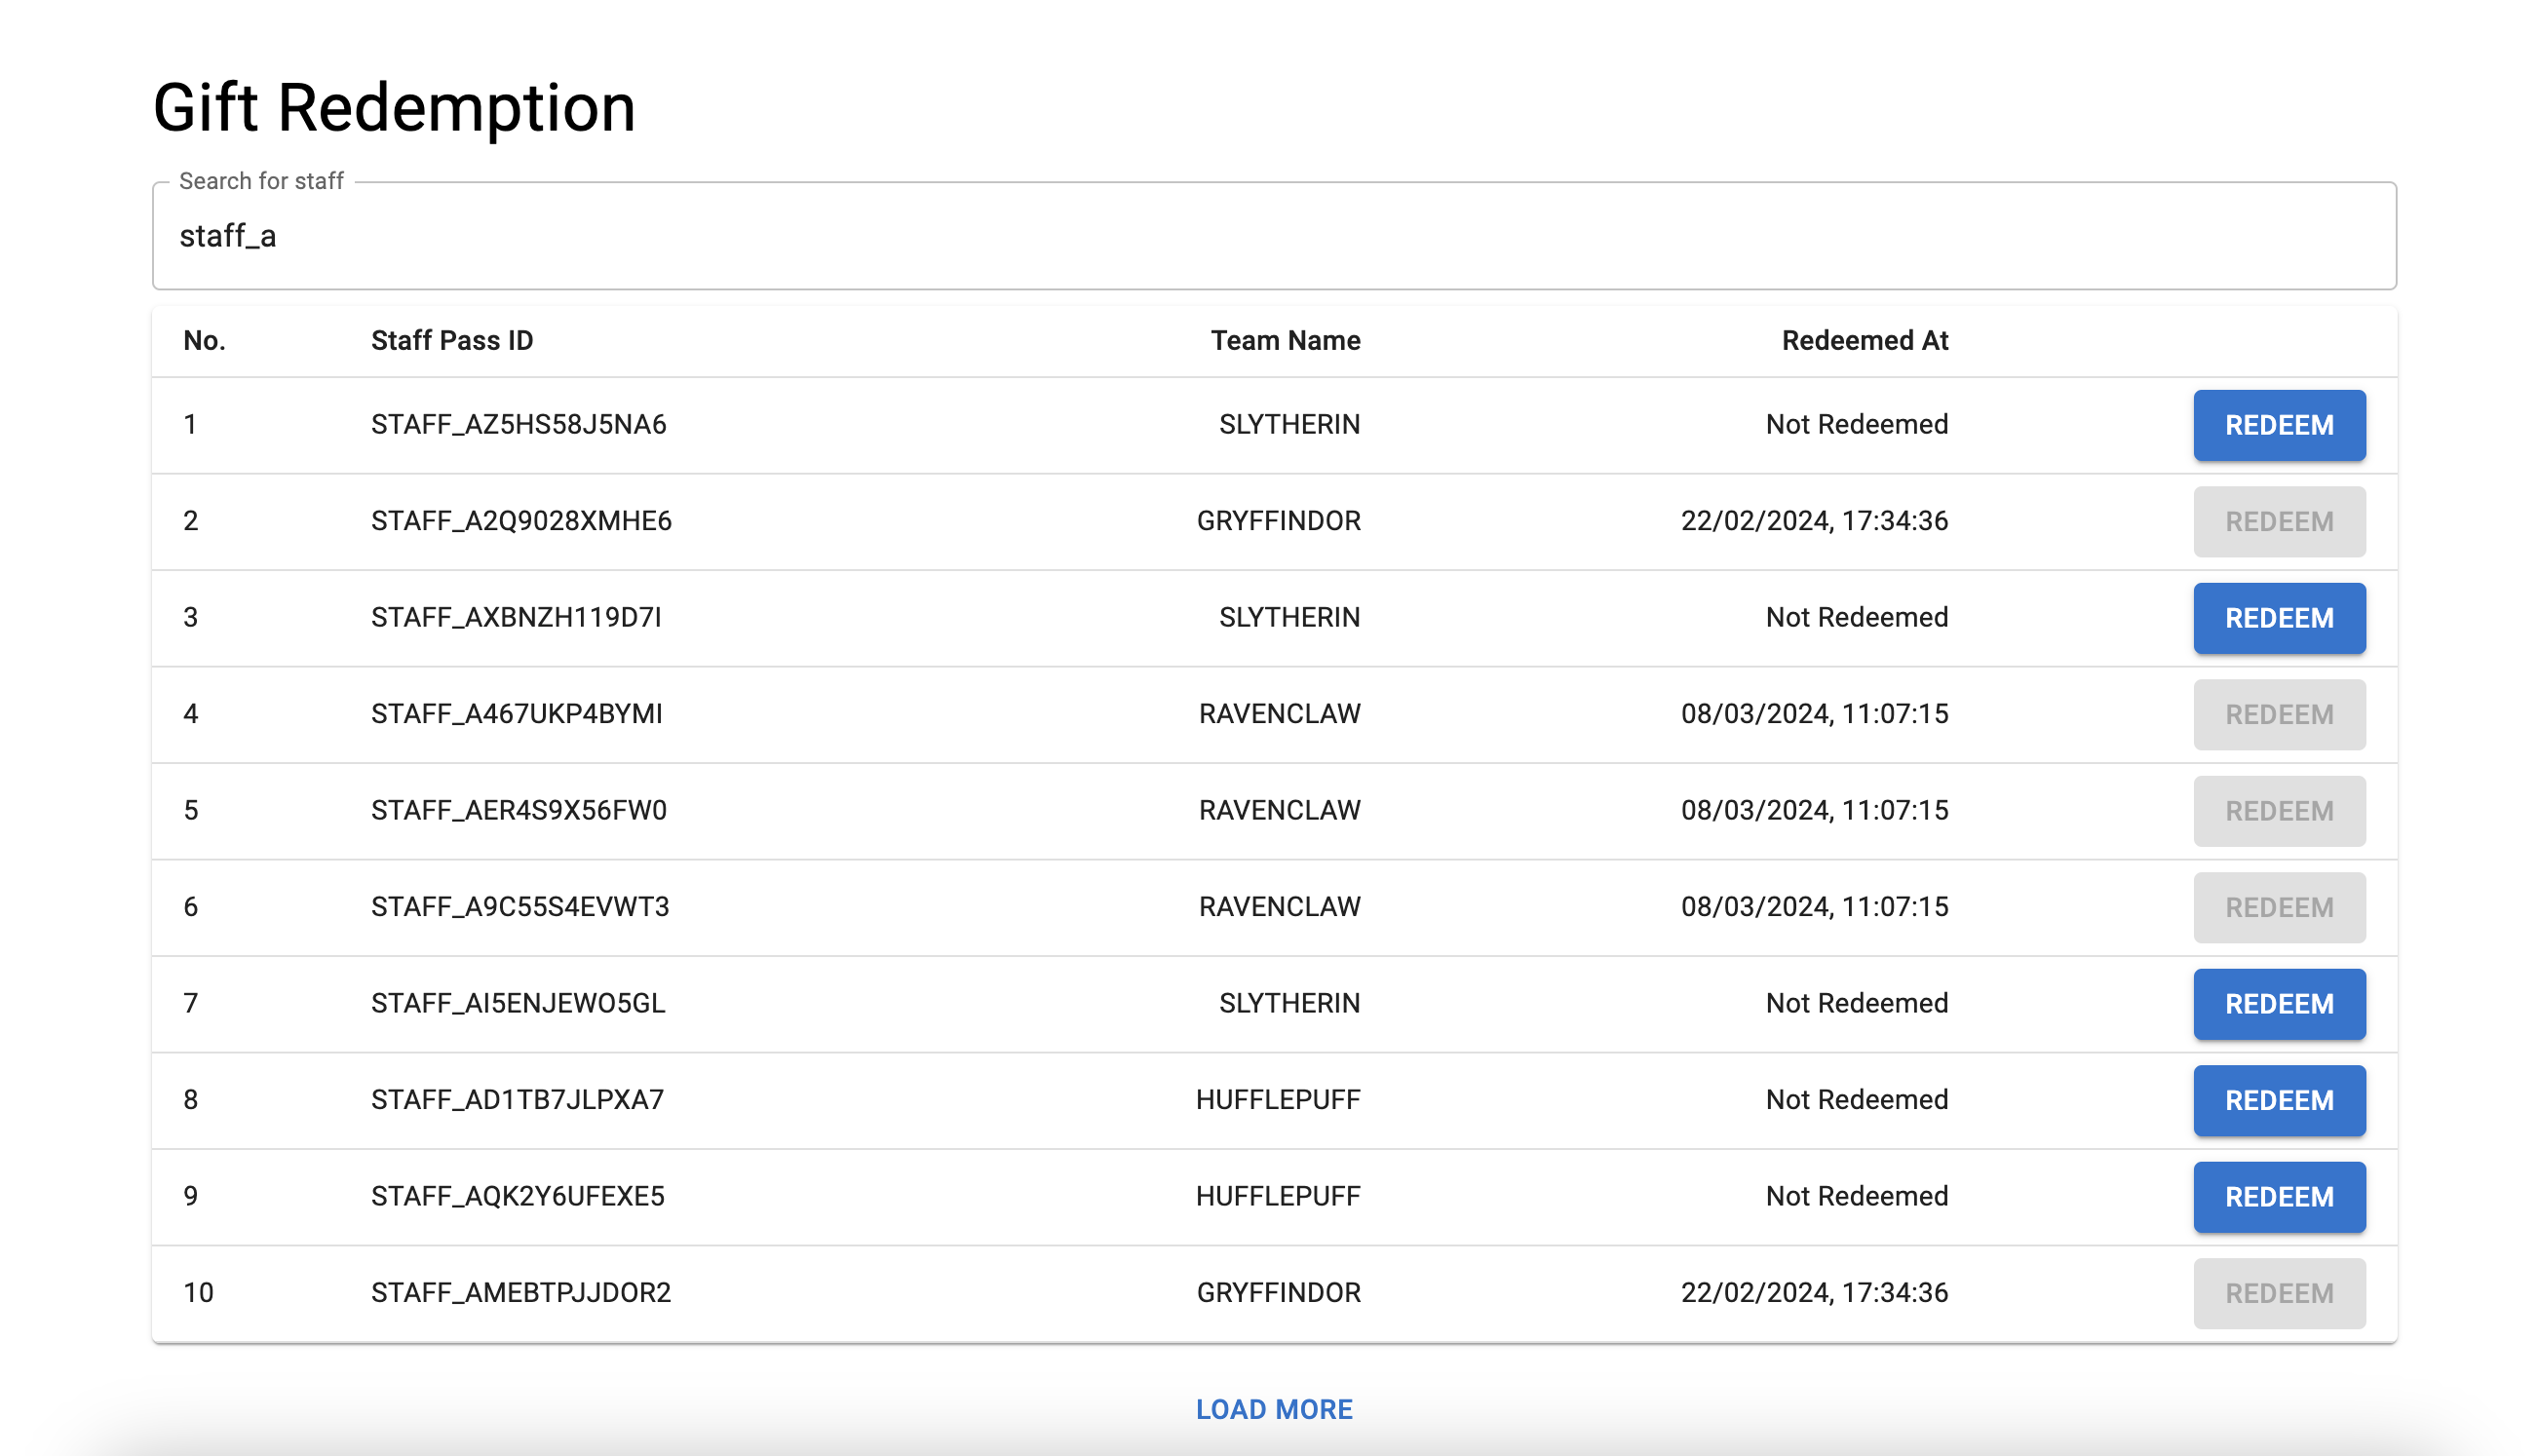 Gift Redemption
Search for staff
staff_a
No. Staff Pass ID Team Name Redeemed At
1 STAFF_AZ5HS58J5NA6 SLYTHERIN Not Redeemed REDEEM
2 STAFF_A2Q9028XMHE6 GRYFFINDOR 22/02/2024, 17:34:36 REDEEM
3 STAFF_AXBNZH119D7I SLYTHERIN Not Redeemed REDEEM
4 STAFF_A467UKP4BYMI RAVENCLAW 08/03/2024, 11:07:15 REDEEM
5 STAFF_AER4S9X56FW0 RAVENCLAW 08/03/2024, 11:07:15 REDEEM
6 STAFF_A9C55S4EVWT3 RAVENCLAW 08/03/2024, 11:07:15 REDEEM
7 STAFF_AI5ENJEWO5GL SLYTHERIN Not Redeemed REDEEM
8 STAFF_AD1TB7JLPXA7 HUFFLEPUFF Not Redeemed REDEEM
9 STAFF_AQK2Y6UFEXE5 HUFFLEPUFF Not Redeemed REDEEM
10 STAFF_AMEBTPJJDOR2 GRYFFINDOR 22/02/2024, 17:34:36 REDEEM
LOAD MORE